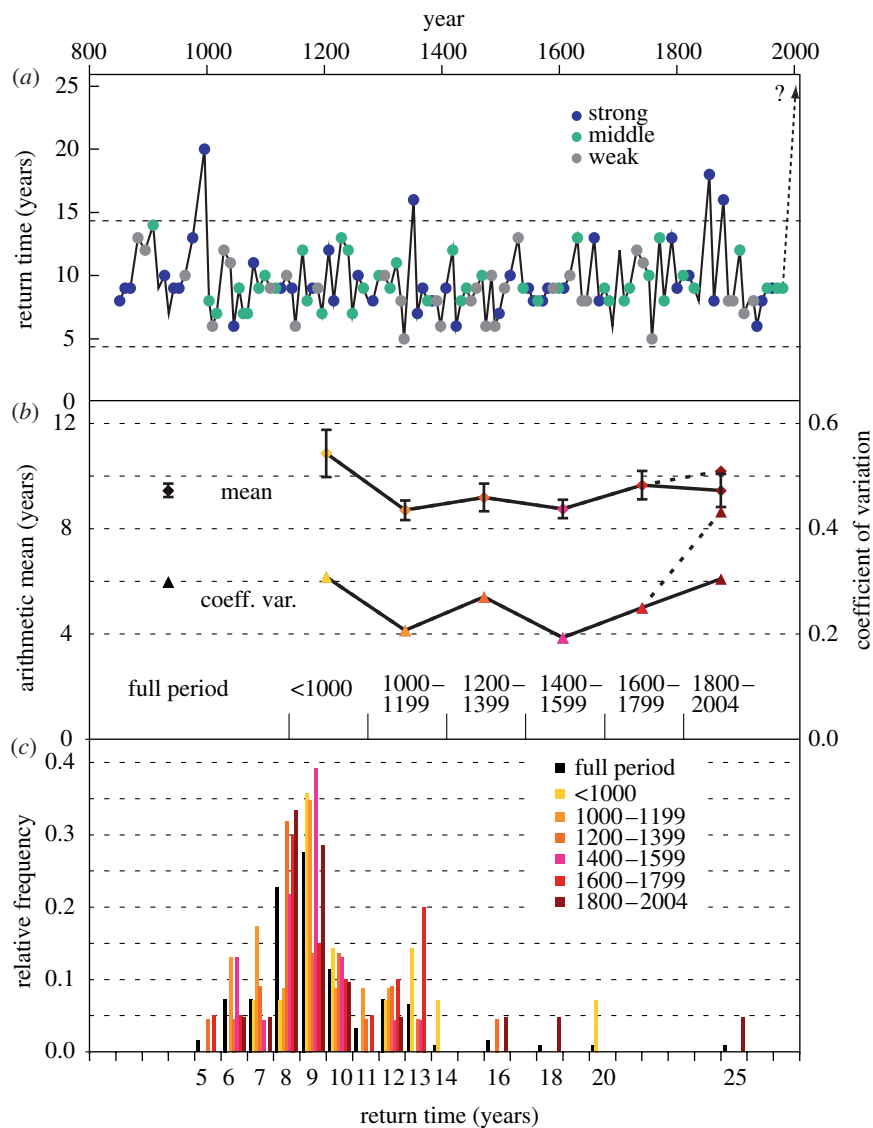 year
800 1000 1200 1400 1600 1800 2000
(a)
25
20
15
10
5
0
return time (years)
?
strong
middle
weak
(b)
12
10
8
4
0
arithmetic mean (years)
0.6
0.4
0.2
0.0
coefficient of variation
mean
coeff. var.
full period
<1000
1000–
1199
1200–
1399
1400–
1599
1600–
1799
1800–
2004
(c)
0.4
0.3
0.2
0.1
0.0
relative frequency
full period
<1000
1000–1199
1200–1399
1400–1599
1600–1799
1800–2004
5 6 7 8 9 10 11 12 13 14 16 18 20 25
return time (years)